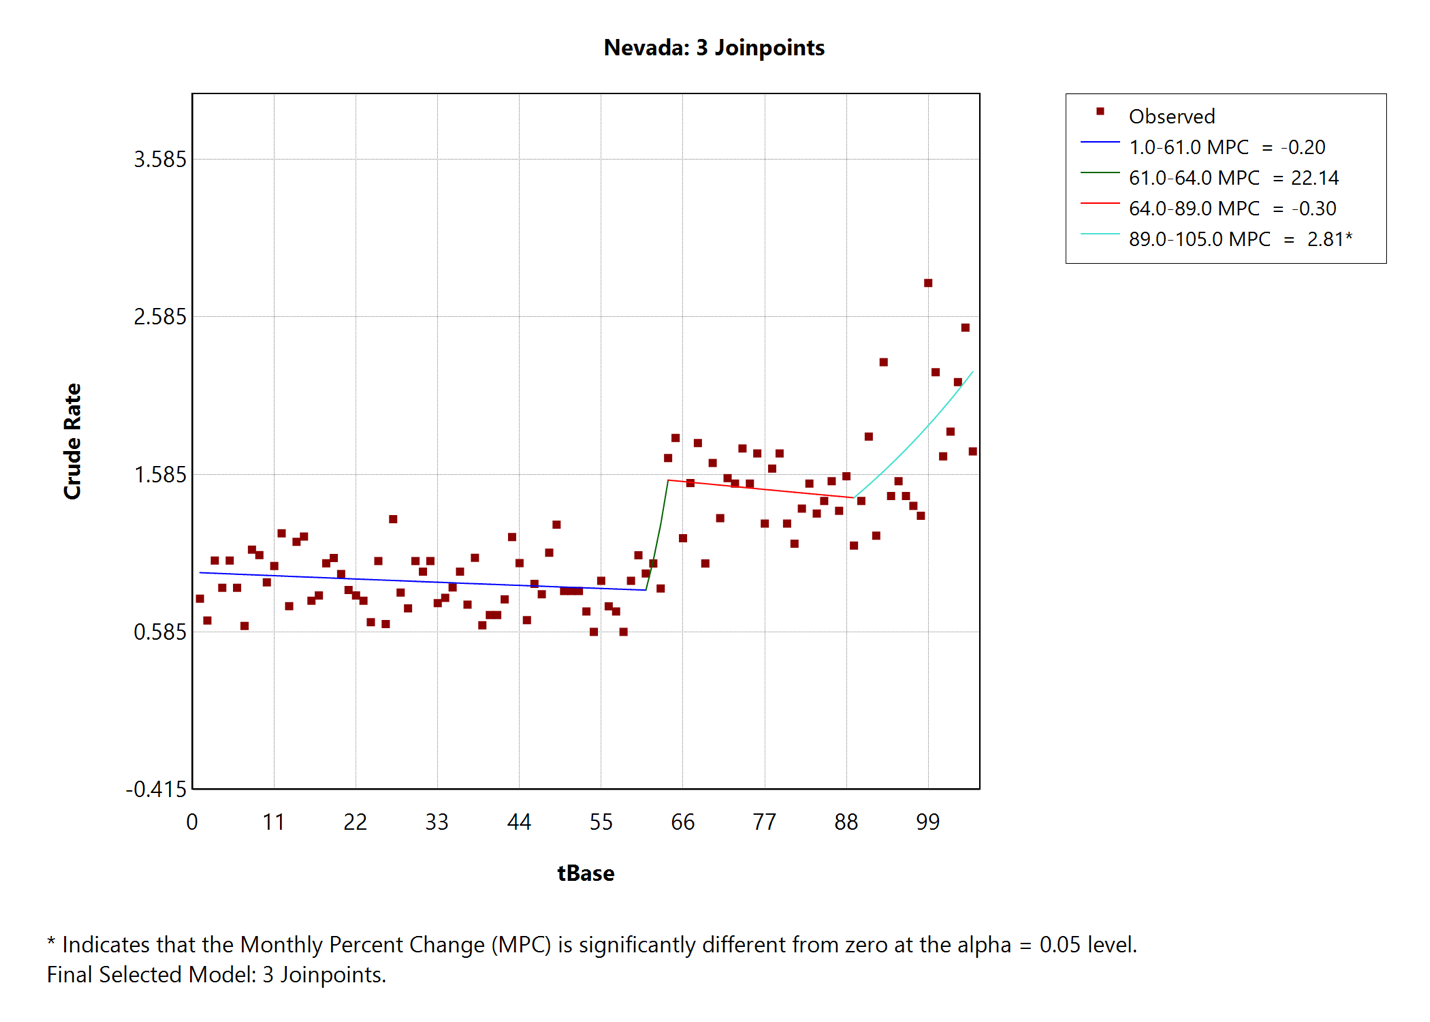 Nevada: 3 Joinpoints
Observed
1.0-61.0 MPC = -0.20
61.0-64.0 MPC = 22.14
64.0-89.0 MPC = -0.30
89.0-105.0 MPC = 2.81*
3.585
2.585
1.585
0.585
-0.415
Crude Rate
0 11 22 33 44 55 66 77 88 99
tBase
* Indicates that the Monthly Percent Change (MPC) is significantly different from zero at the alpha = 0.05 level.
Final Selected Model: 3 Joinpoints.